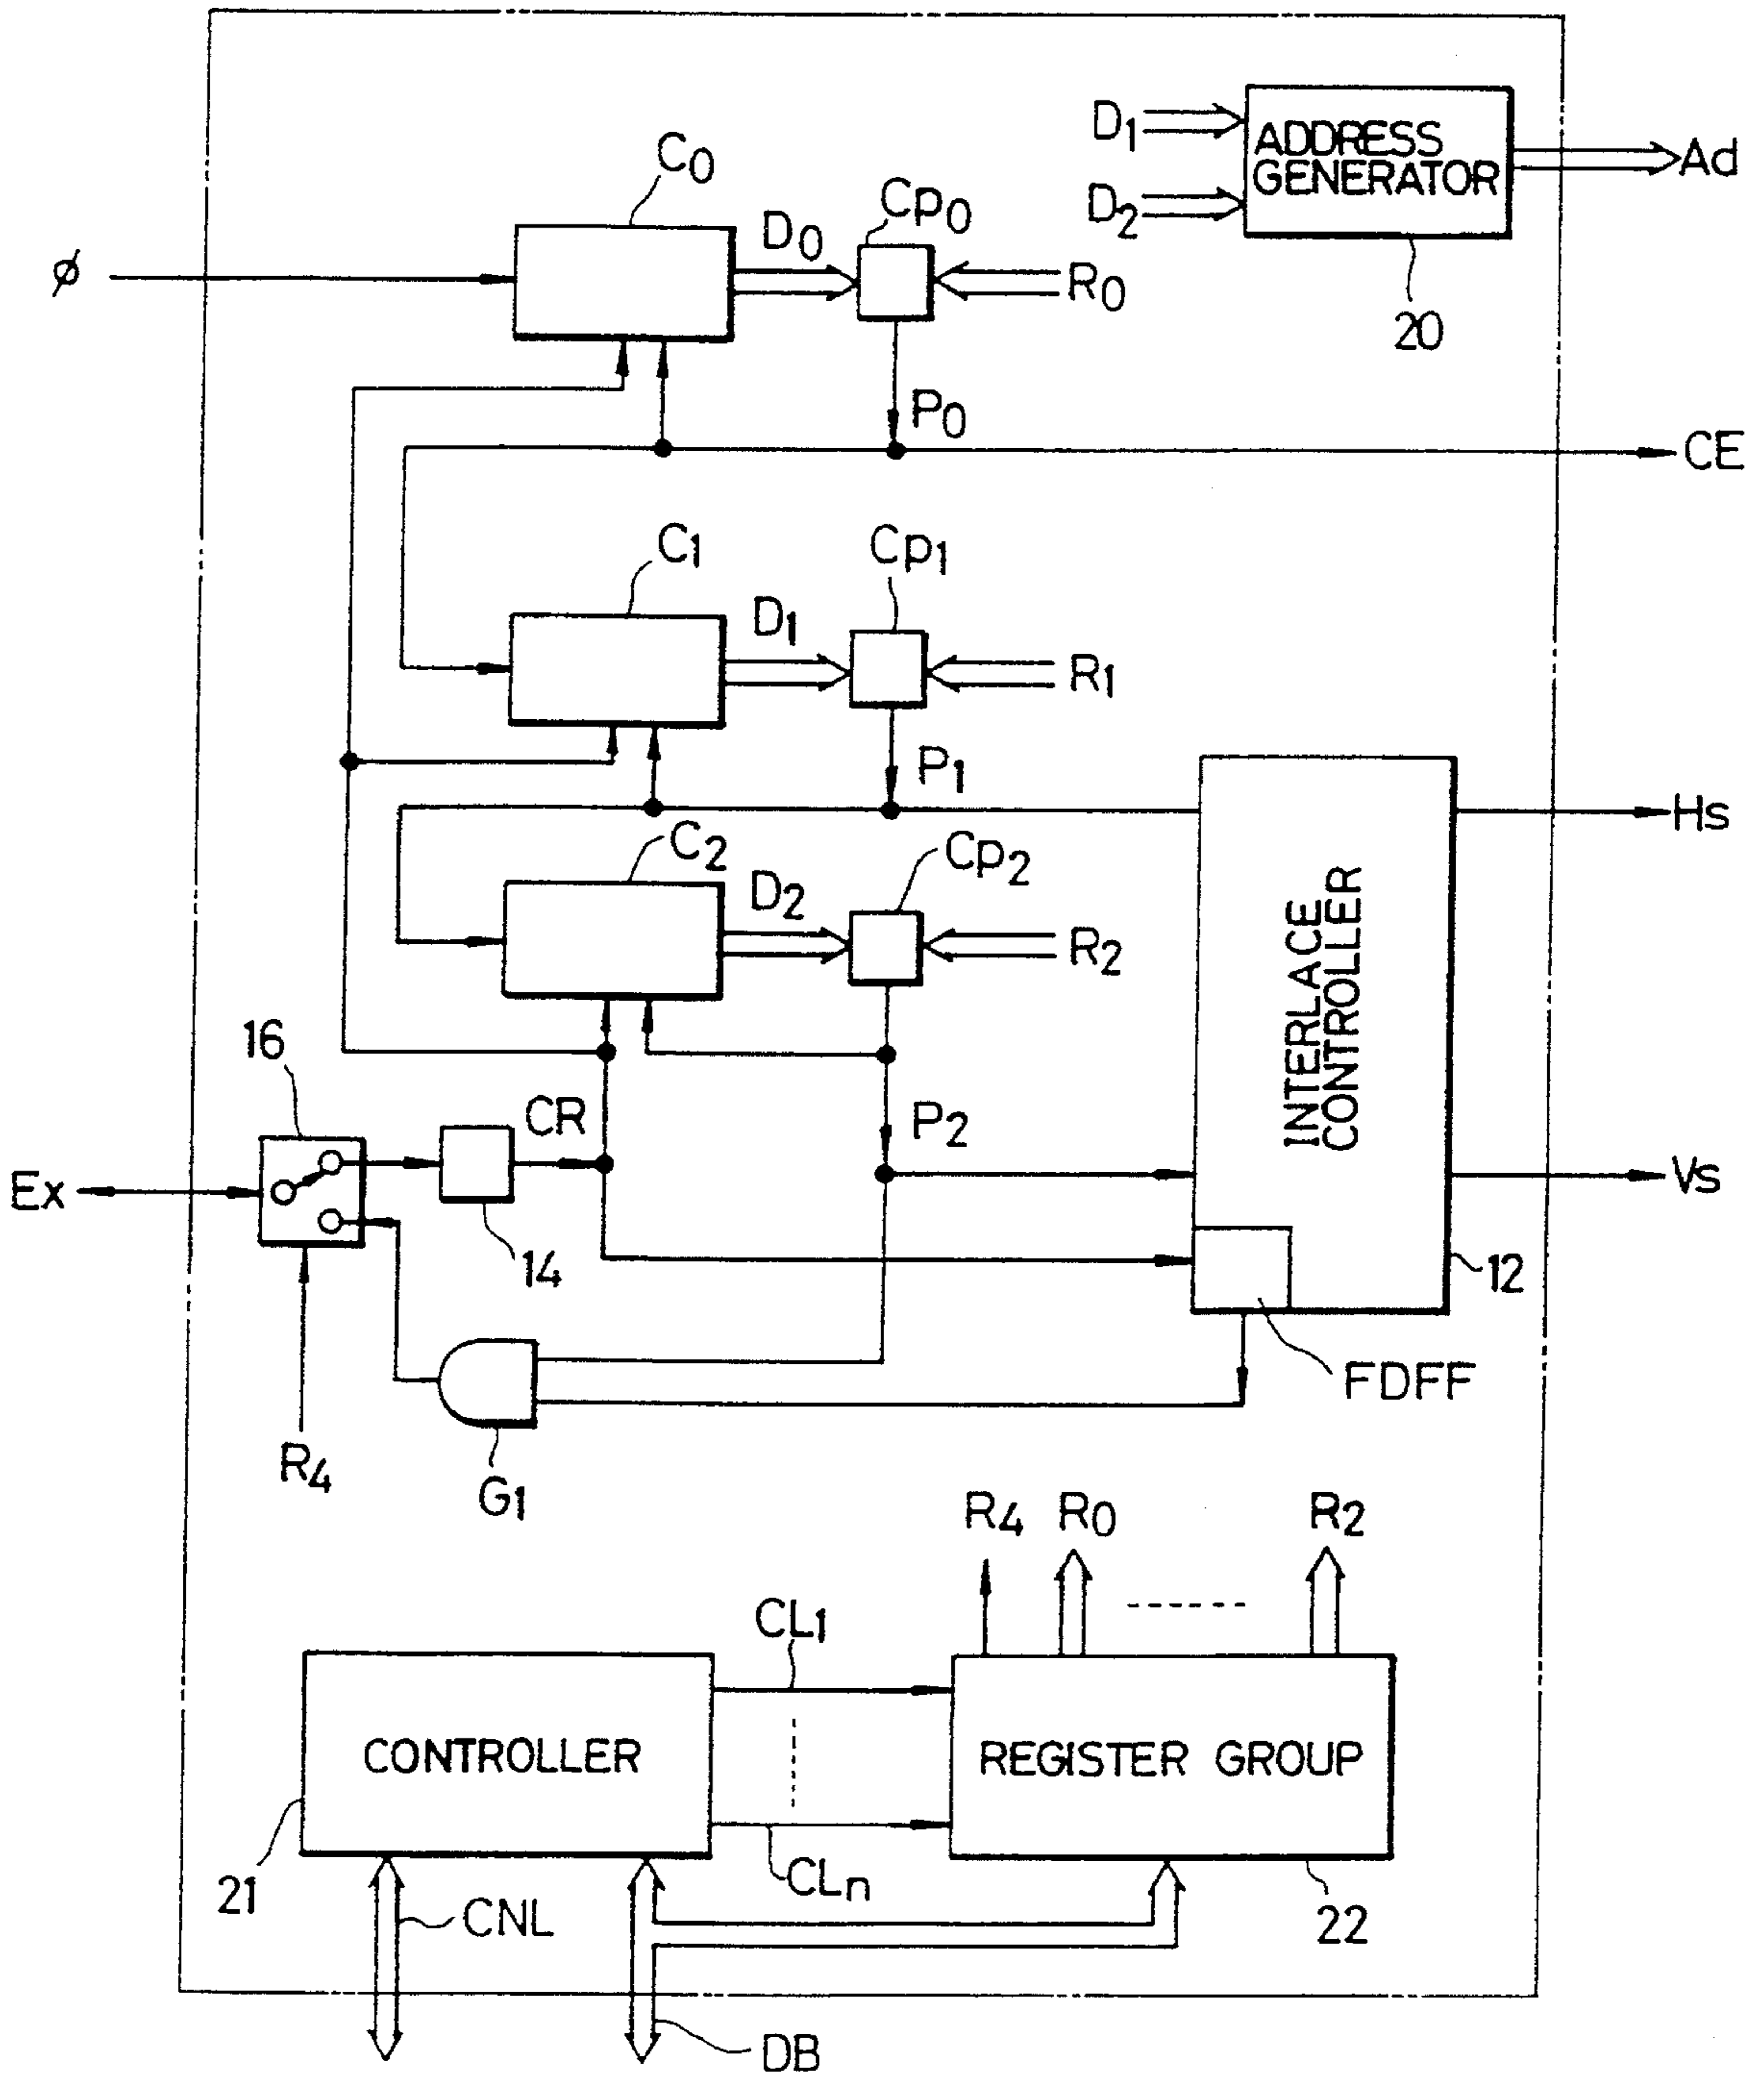 C0
D1
ADDRESS
GENERATOR
Ad
D2
Cp0
D0
ø
R0
20
P0
CE
C1
Cp1
D1
R1
P1
Hs
C2
Cp2
D2
R2
INTERLACE
CONTROLLER
16
CR
P2
Ex
Vs
14
12
FDFF
R4
G1
R4
R0
R2
CL1
CONTROLLER
REGISTER GROUP
21
CLn
CNL
22
DB